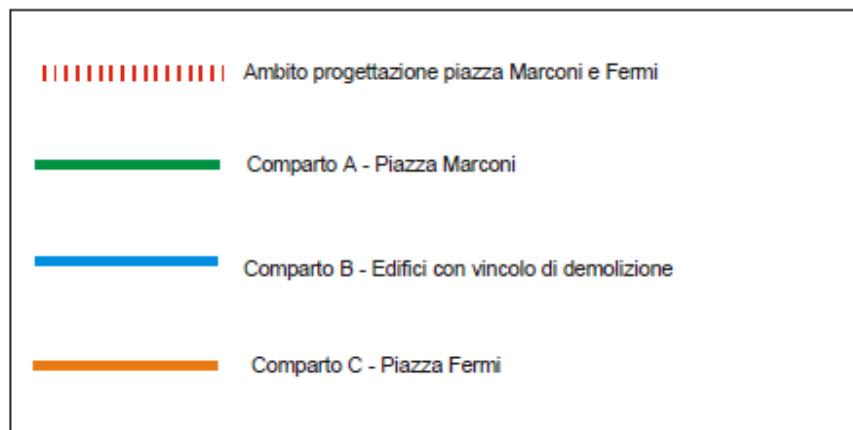 Ambito progettazione piazza Marconi e Fermi
Comparto A - Piazza Marconi
Comparto B - Edifici con vincolo di demolizione
Comparto C - Piazza Fermi